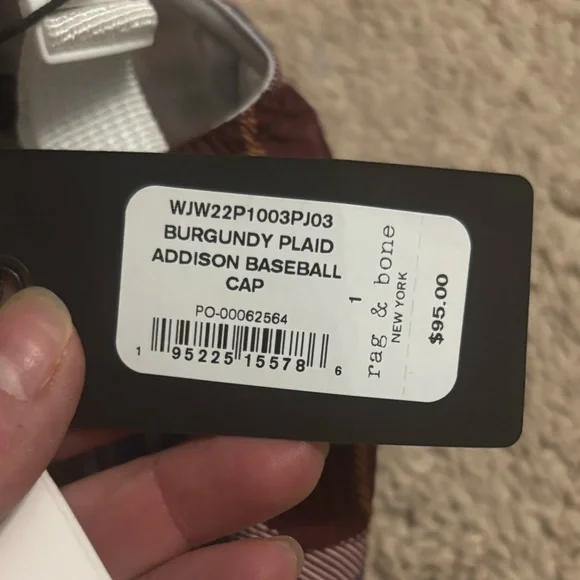 WJW22P1003PJ03
BURGUNDY PLAID
ADDISON BASEBALL
CAP
PO-00062564
1 95225 15578 6
1
rag & bone
NEW YORK
$95.00